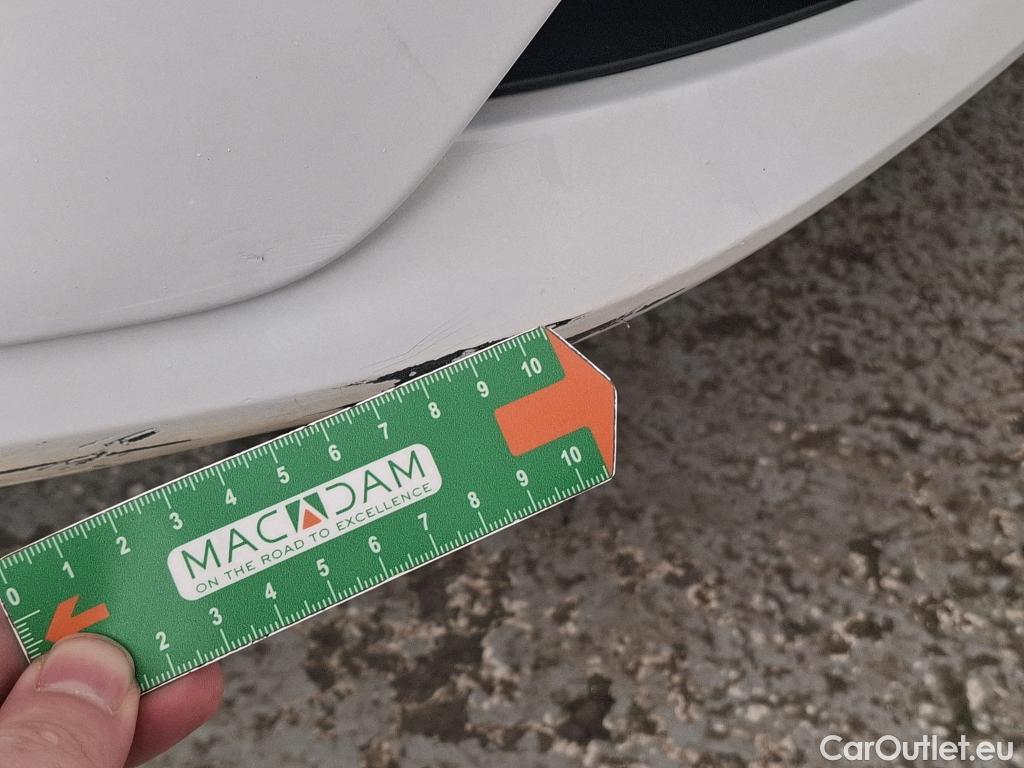 0 1 2 3 4 5 6 7 8 9 10
MACADAM
ON THE ROAD TO EXCELLENCE
2 3 4 5 6 7 8 9 10
CarOutlet.eu